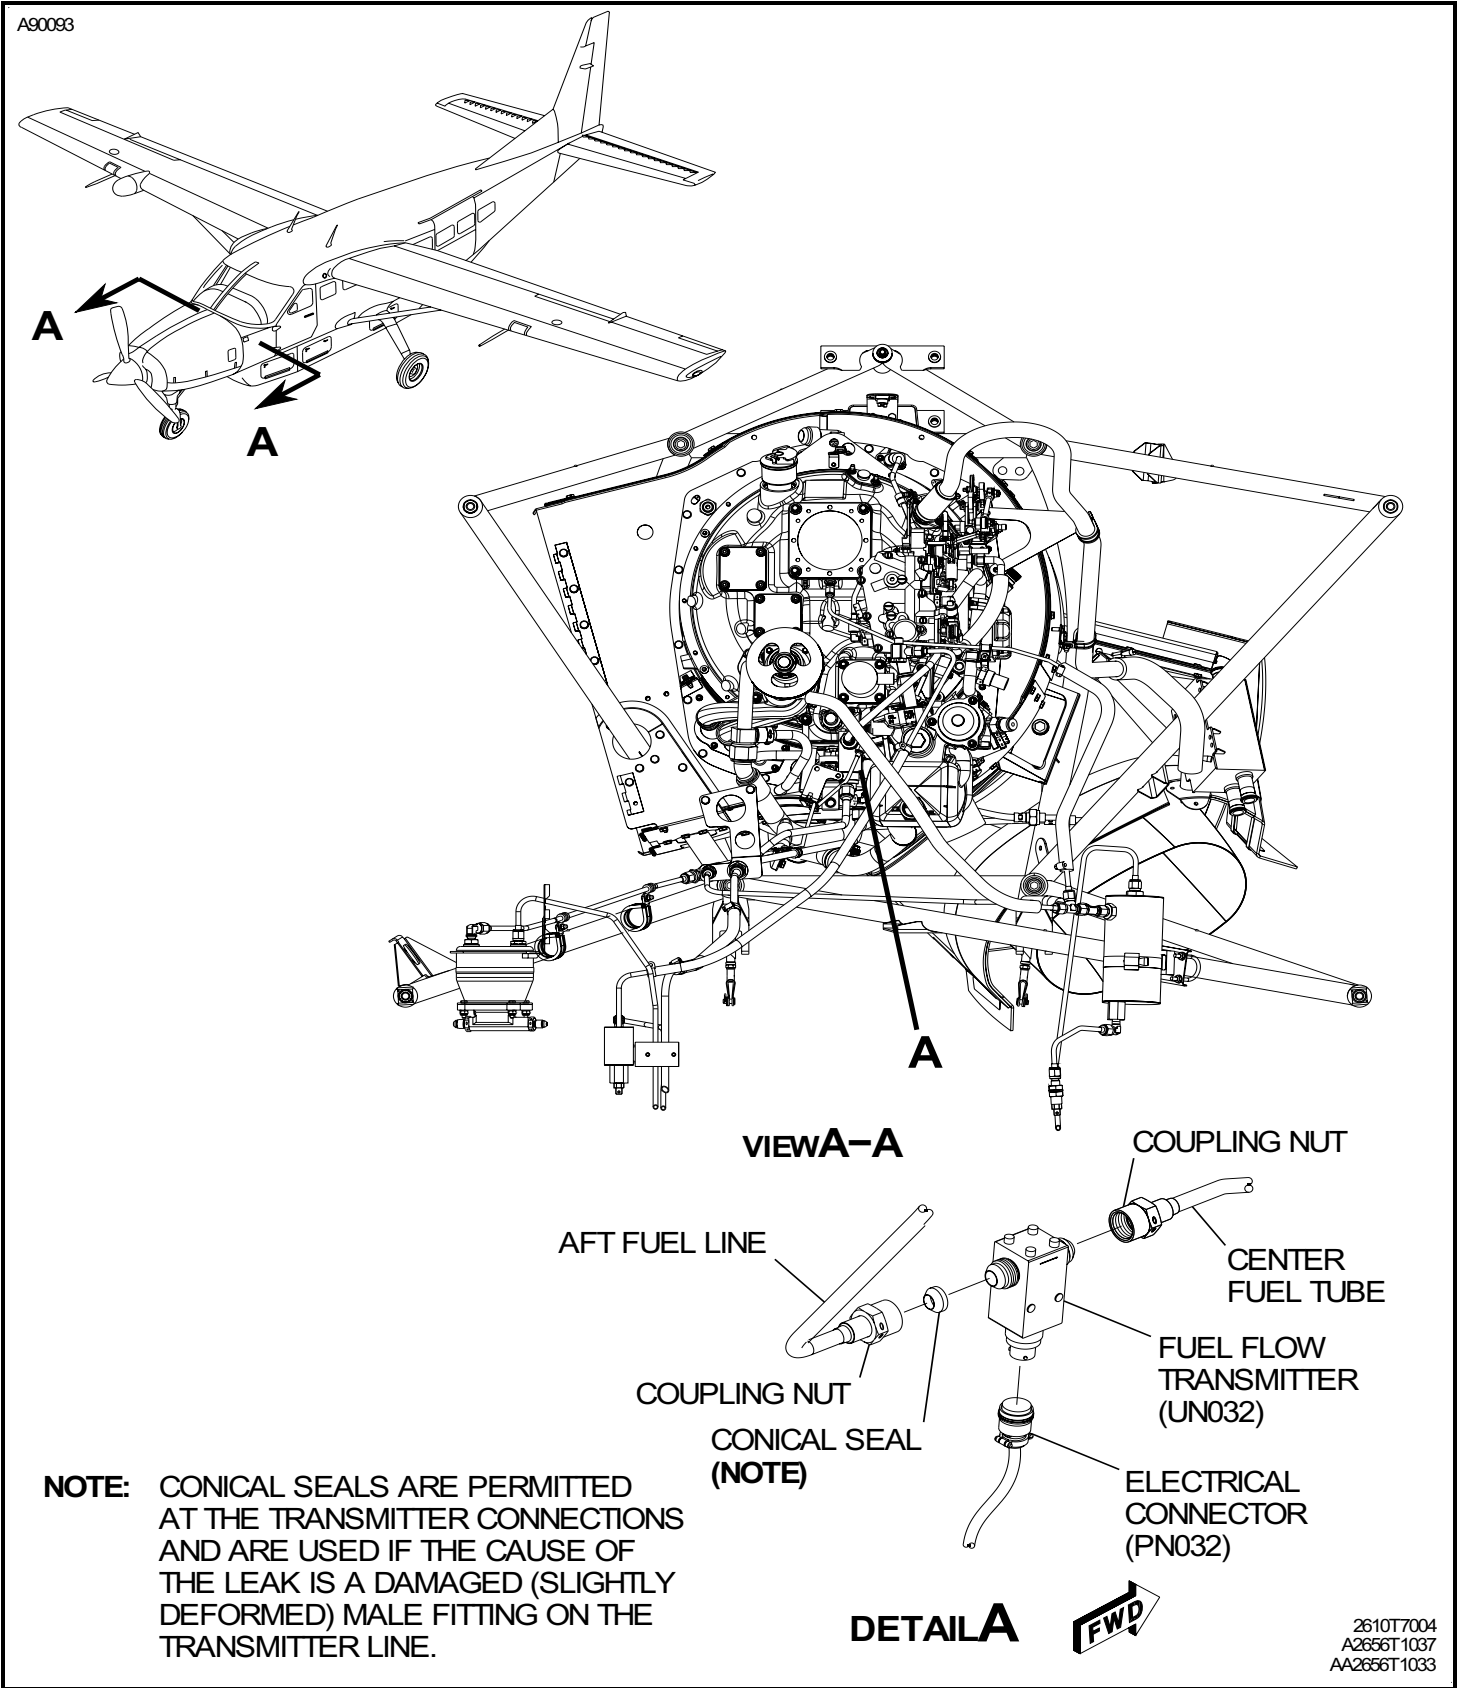 A90093
A
A
A
VIEW A-A
COUPLING NUT
AFT FUEL LINE
CENTER
FUEL TUBE
FUEL FLOW
TRANSMITTER
(UN032)
COUPLING NUT
CONICAL SEAL
(NOTE)
ELECTRICAL
CONNECTOR
(PN032)
NOTE: CONICAL SEALS ARE PERMITTED
AT THE TRANSMITTER CONNECTIONS
AND ARE USED IF THE CAUSE OF
THE LEAK IS A DAMAGED (SLIGHTLY
DEFORMED) MALE FITTING ON THE
TRANSMITTER LINE.
DETAIL A
FWD
2610T7004
A2656T1037
AA2656T1033